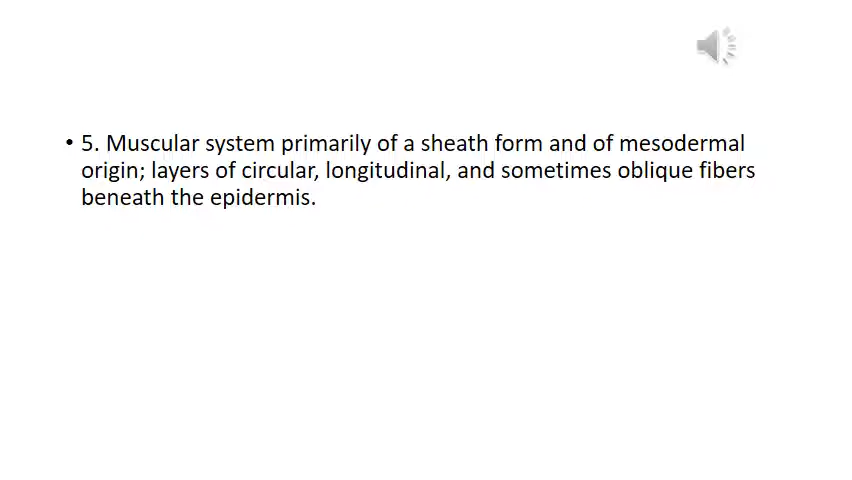 • 5. Muscular system primarily of a sheath form and of mesodermal
origin; layers of circular, longitudinal, and sometimes oblique fibers
beneath the epidermis.